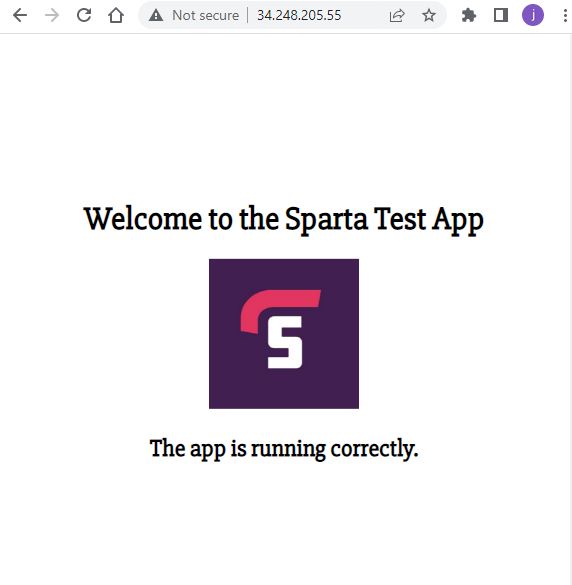 Not secure 34.248.205.55
j
Welcome to the Sparta Test App
S
The app is running correctly.